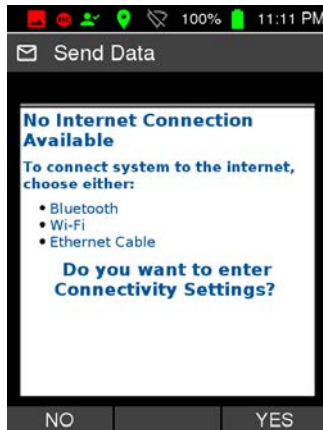 100% 11:11 PM
Send Data
No Internet Connection
Available
To connect system to the internet,
choose either:
• Bluetooth
• Wi-Fi
• Ethernet Cable
Do you want to enter
Connectivity Settings?
NO YES